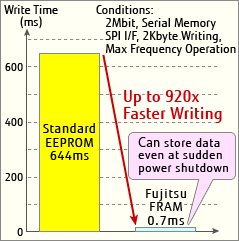 Write Time
(ms)
Conditions:
2Mbit, Serial Memory
SPI I/F, 2Kbyte Writing,
Max Frequency Operation
600
400
200
0
Up to 920x
Faster Writing
Standard
EEPROM
644ms
Can store data
even at sudden
power shutdown
Fujitsu
FRAM
0.7ms